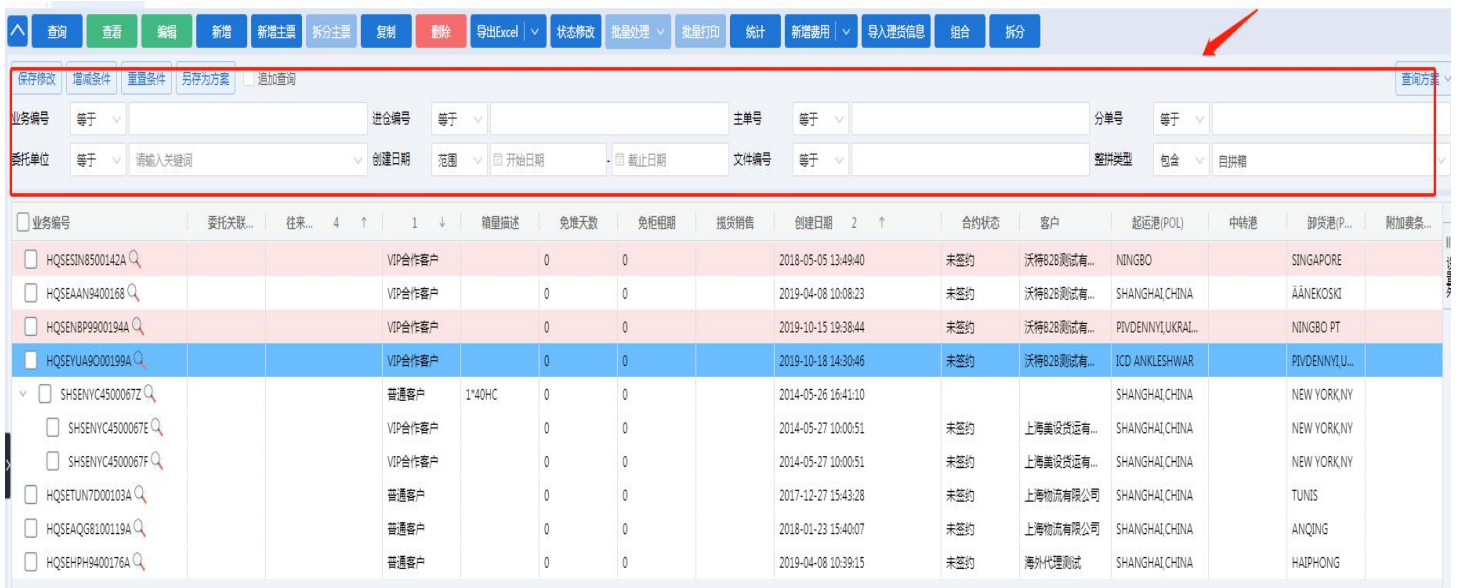 查询 查看 编辑 新增 新增主票 拆分主票 复制 删除 导出Excel 状态修改 批量处理 批量打印 统计 新增费用 导入理货信息 组合 拆分
保存修改 增减条件 重置条件 另存为方案 追加查询 查询方案
业务编号 等于 进仓编号 等于 主单号 等于 分单号 等于
委托单位 等于 请输入关键词 创建日期 范围 开始日期 - 截止日期 文件编号 等于 整拼类型 包含 自拼箱
业务编号 委托关联... 往来... 4 ↑ 1 ↓ 箱量描述 免堆天数 免柜租期 揽货销售 创建日期 2 ↑ 合约状态 客户 起运港(POL) 中转港 卸货港(P... 附加费条...
HQSESIN8500142A VIP合作客户 0 0 2018-05-05 13:49:40 未签约 沃特B2B测试有... NINGBO SINGAPORE
HQSEAAN9400168 VIP合作客户 0 0 2019-04-08 10:08:23 未签约 沃特B2B测试有... SHANGHAI,CHINA ÄÄNEKOSKI
HQSENBP9900194A VIP合作客户 0 0 2019-10-15 19:38:44 未签约 沃特B2B测试有... PIVDENNYI,UKRAI... NINGBO PT
HQSEYUA9O00199A VIP合作客户 0 0 2019-10-18 14:30:46 未签约 沃特B2B测试有... ICD ANKLESHWAR PIVDENNYI,U...
SHSENYC4500067Z 普通客户 1*40HC 0 0 2014-05-26 16:41:10 SHANGHAI,CHINA NEW YORK,NY
SHSENYC4500067E VIP合作客户 0 0 2014-05-27 10:00:51 未签约 上海美设货运有... SHANGHAI,CHINA NEW YORK,NY
SHSENYC4500067F VIP合作客户 0 0 2014-05-27 10:00:51 未签约 上海美设货运有... SHANGHAI,CHINA NEW YORK,NY
HQSETUN7D00103A 普通客户 0 0 2017-12-27 15:43:28 未签约 上海物流有限公司 SHANGHAI,CHINA TUNIS
HQSEAQG8100119A 普通客户 0 0 2018-01-23 15:40:07 未签约 上海物流有限公司 SHANGHAI,CHINA ANQING
HQSEHPH9400176A 普通客户 0 0 2019-04-08 10:39:15 未签约 海外代理测试 SHANGHAI,CHINA HAIPHONG